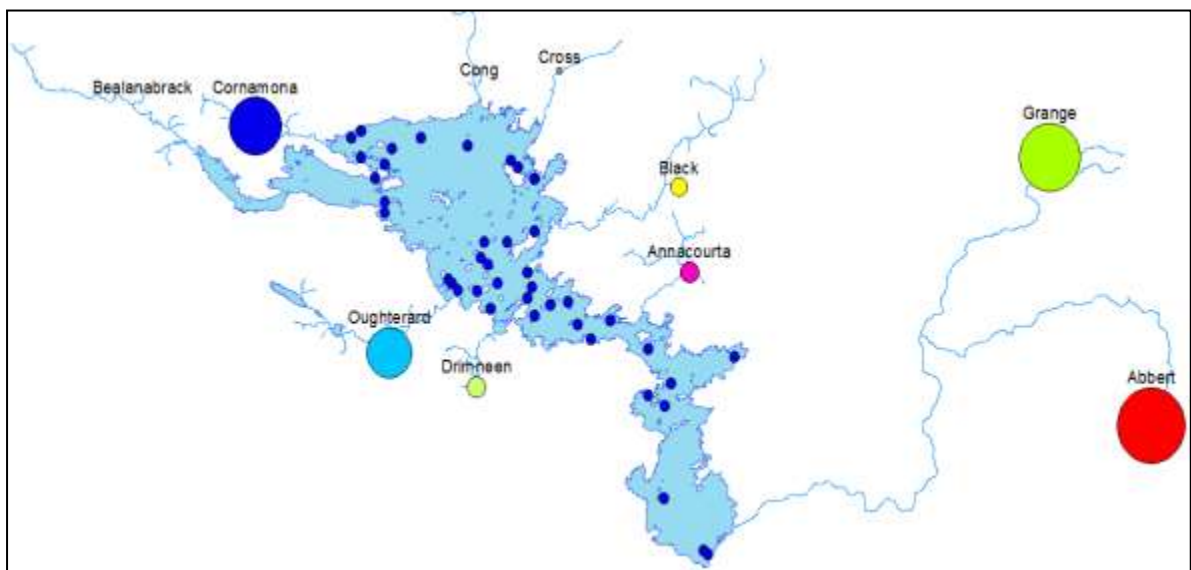 Cross
Cong
Bealanabrack
Cornamona
Grange
Black
Annacourta
Oughterard
Drimneen
Abbert